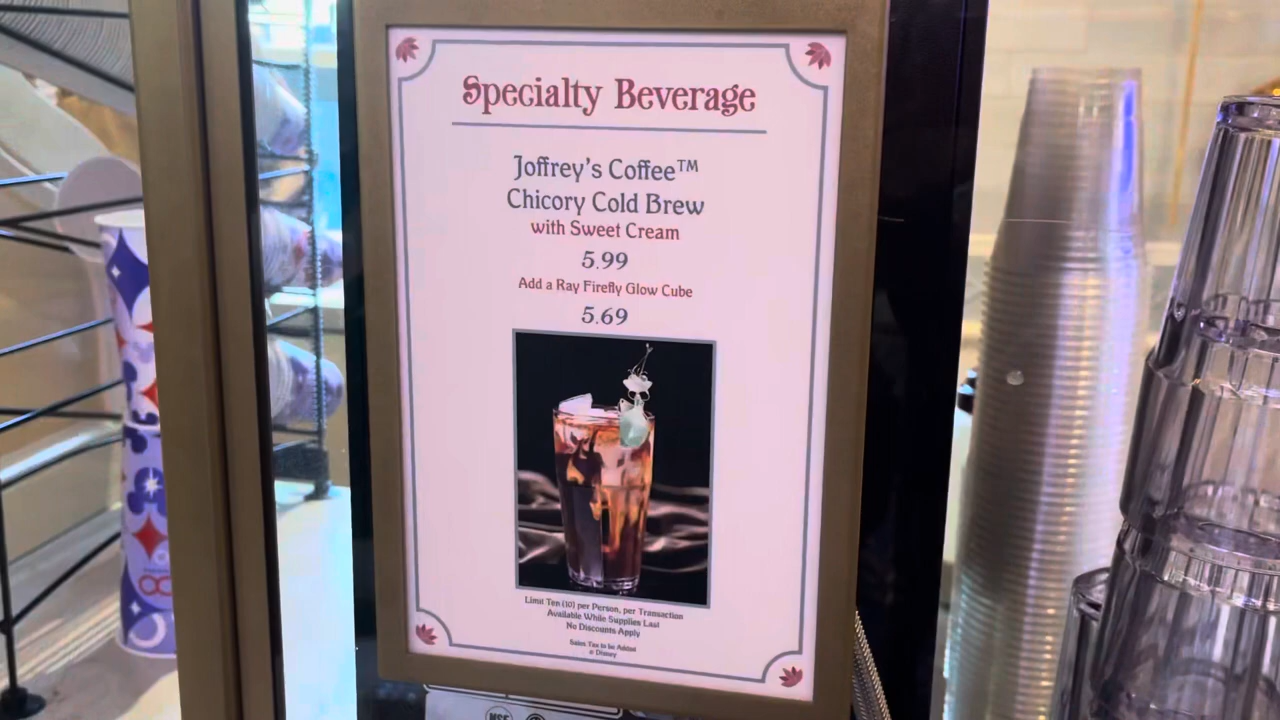 Specialty Beverage
Joffrey's Coffee™
Chicory Cold Brew
with Sweet Cream
5.99
Add a Ray Firefly Glow Cube
5.69
Limit Ten (10) per Person, per Transaction
Available While Supplies Last
No Discounts Apply
Sales Tax to be Added
© Disney
NSF